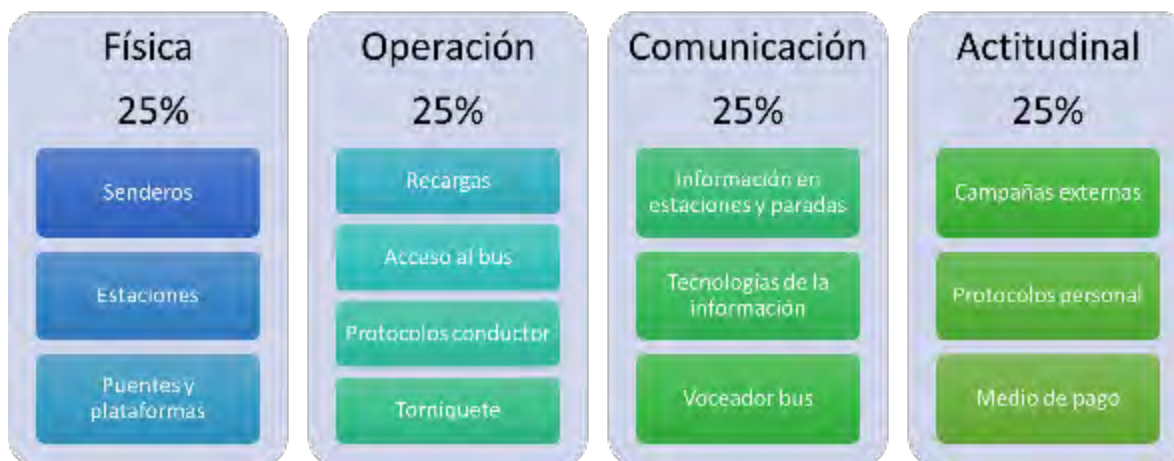 Física
25%
Senderos
Estaciones
Puentes y
plataformas
Operación
25%
Recargas
Acceso al bus
Protocolos conductor
Torniquete
Comunicación
25%
Información en
estaciones y paradas
Tecnologías de la
información
Voceador bus
Actitudinal
25%
Campañas externas
Protocolos personal
Medio de pago